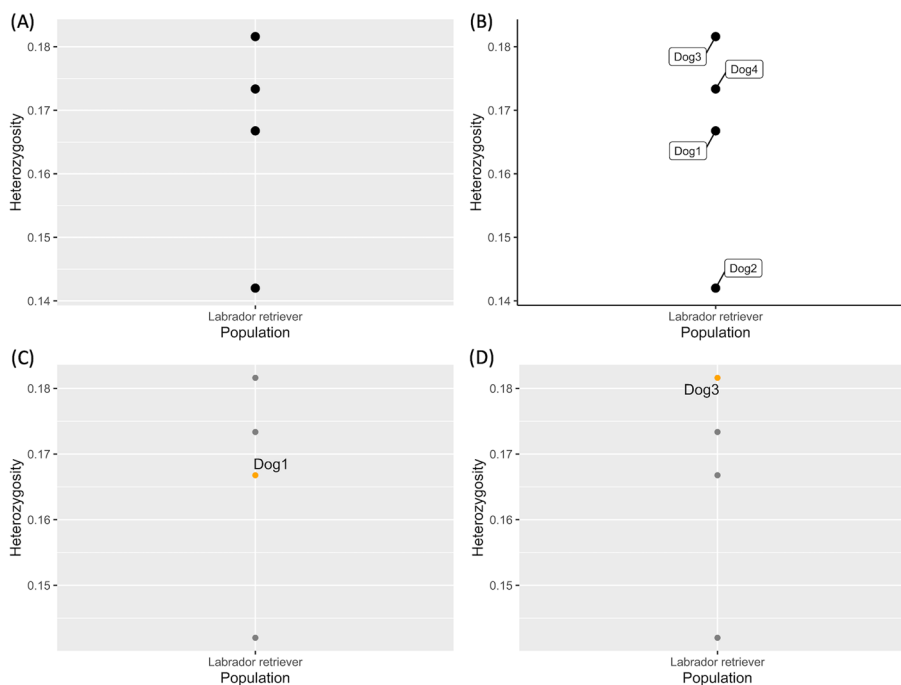 (A)
0.18
0.17
0.16
0.15
0.14
Heterozygosity
Labrador retriever
Population
(B)
0.18
0.17
0.16
0.15
0.14
Heterozygosity
Dog3
Dog4
Dog1
Dog2
Labrador retriever
Population
(C)
0.18
0.17
0.16
0.15
Heterozygosity
Dog1
Labrador retriever
Population
(D)
0.18
0.17
0.16
0.15
Heterozygosity
Dog3
Labrador retriever
Population